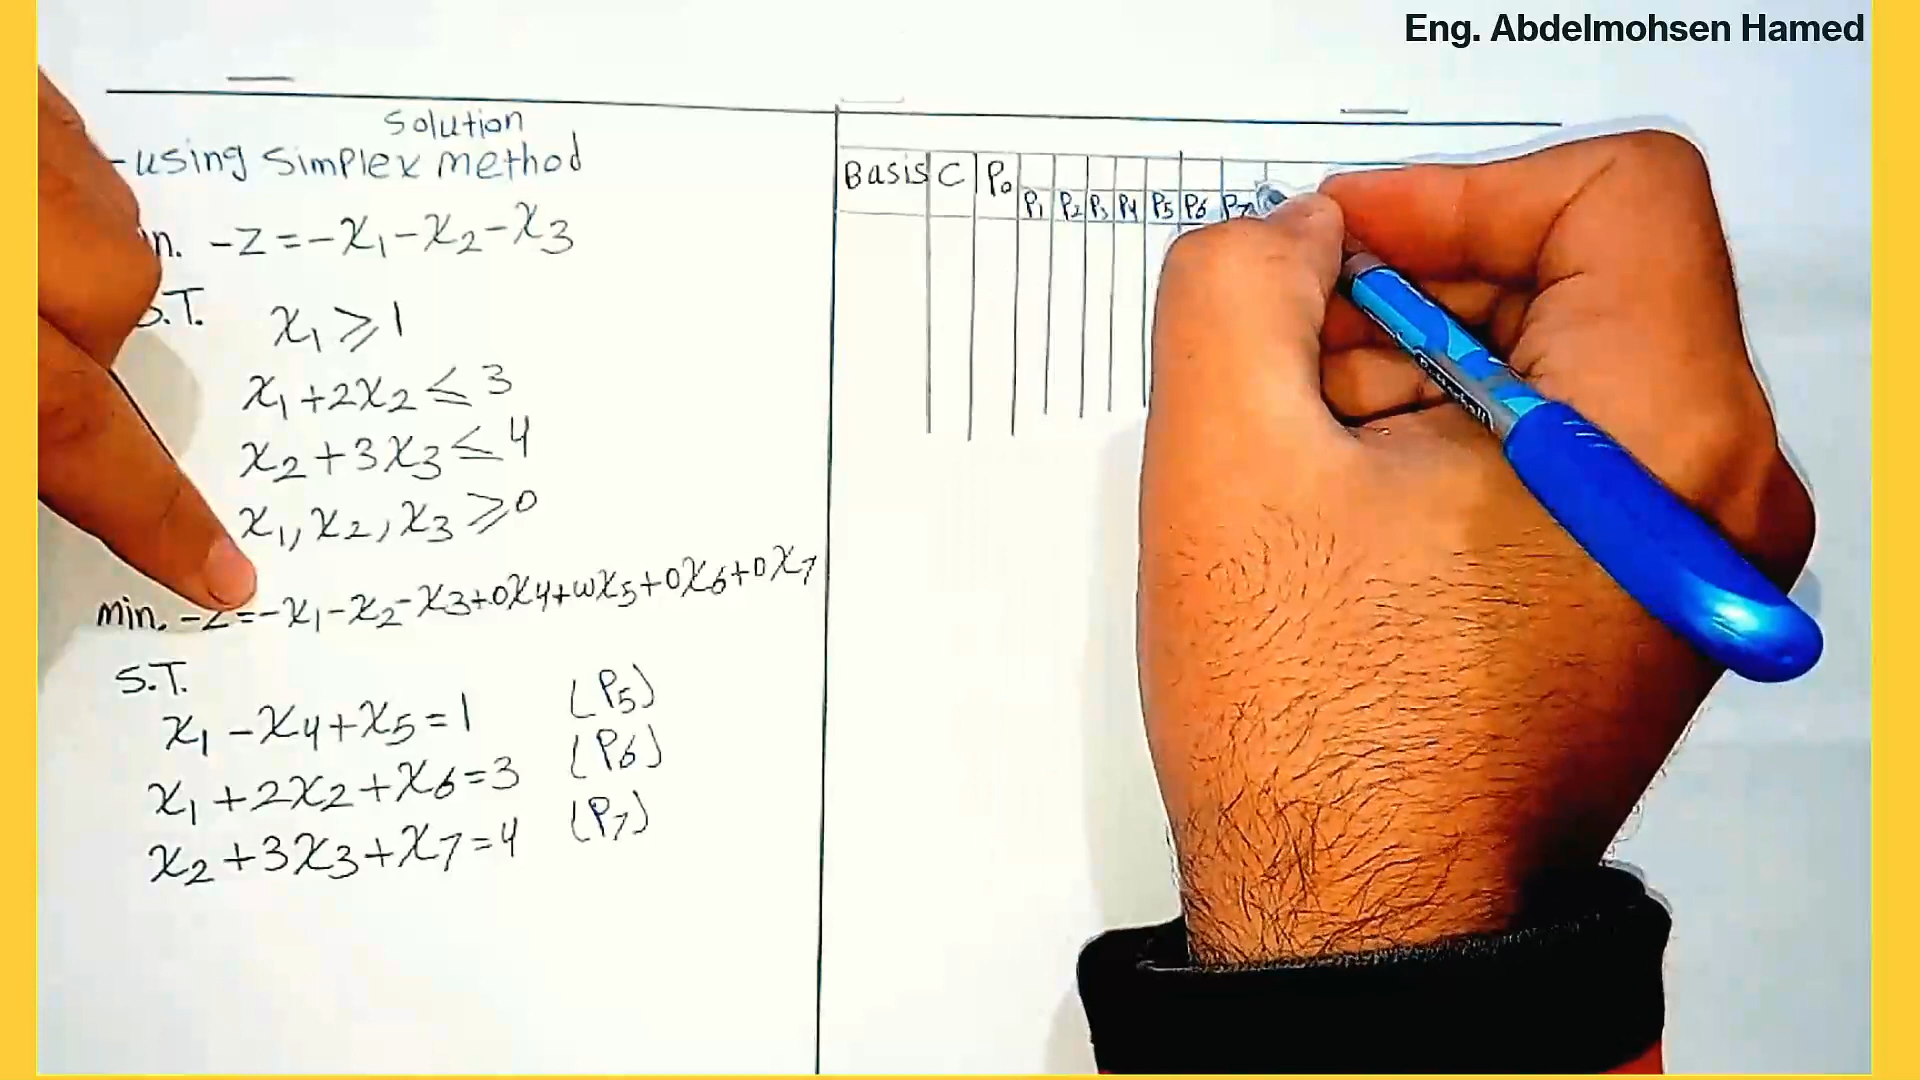 Eng. Abdelmohsen Hamed
Solution
-using Simplex method
n. -Z=-x1-x2-x3
S.T.
x1⩾1
x1+2x2≤3
x2+3x3≤4
x1,x2,x3⩾0
min. -Z=-x1-x2-x3+0x4+wx5+0x6+0x7
S.T.
x1-x4+x5=1 (P5)
x1+2x2+x6=3 (P6)
x2+3x3+x7=4 (P7)
Basis C P0
P1 P2 P3 P4 P5 P6 P7